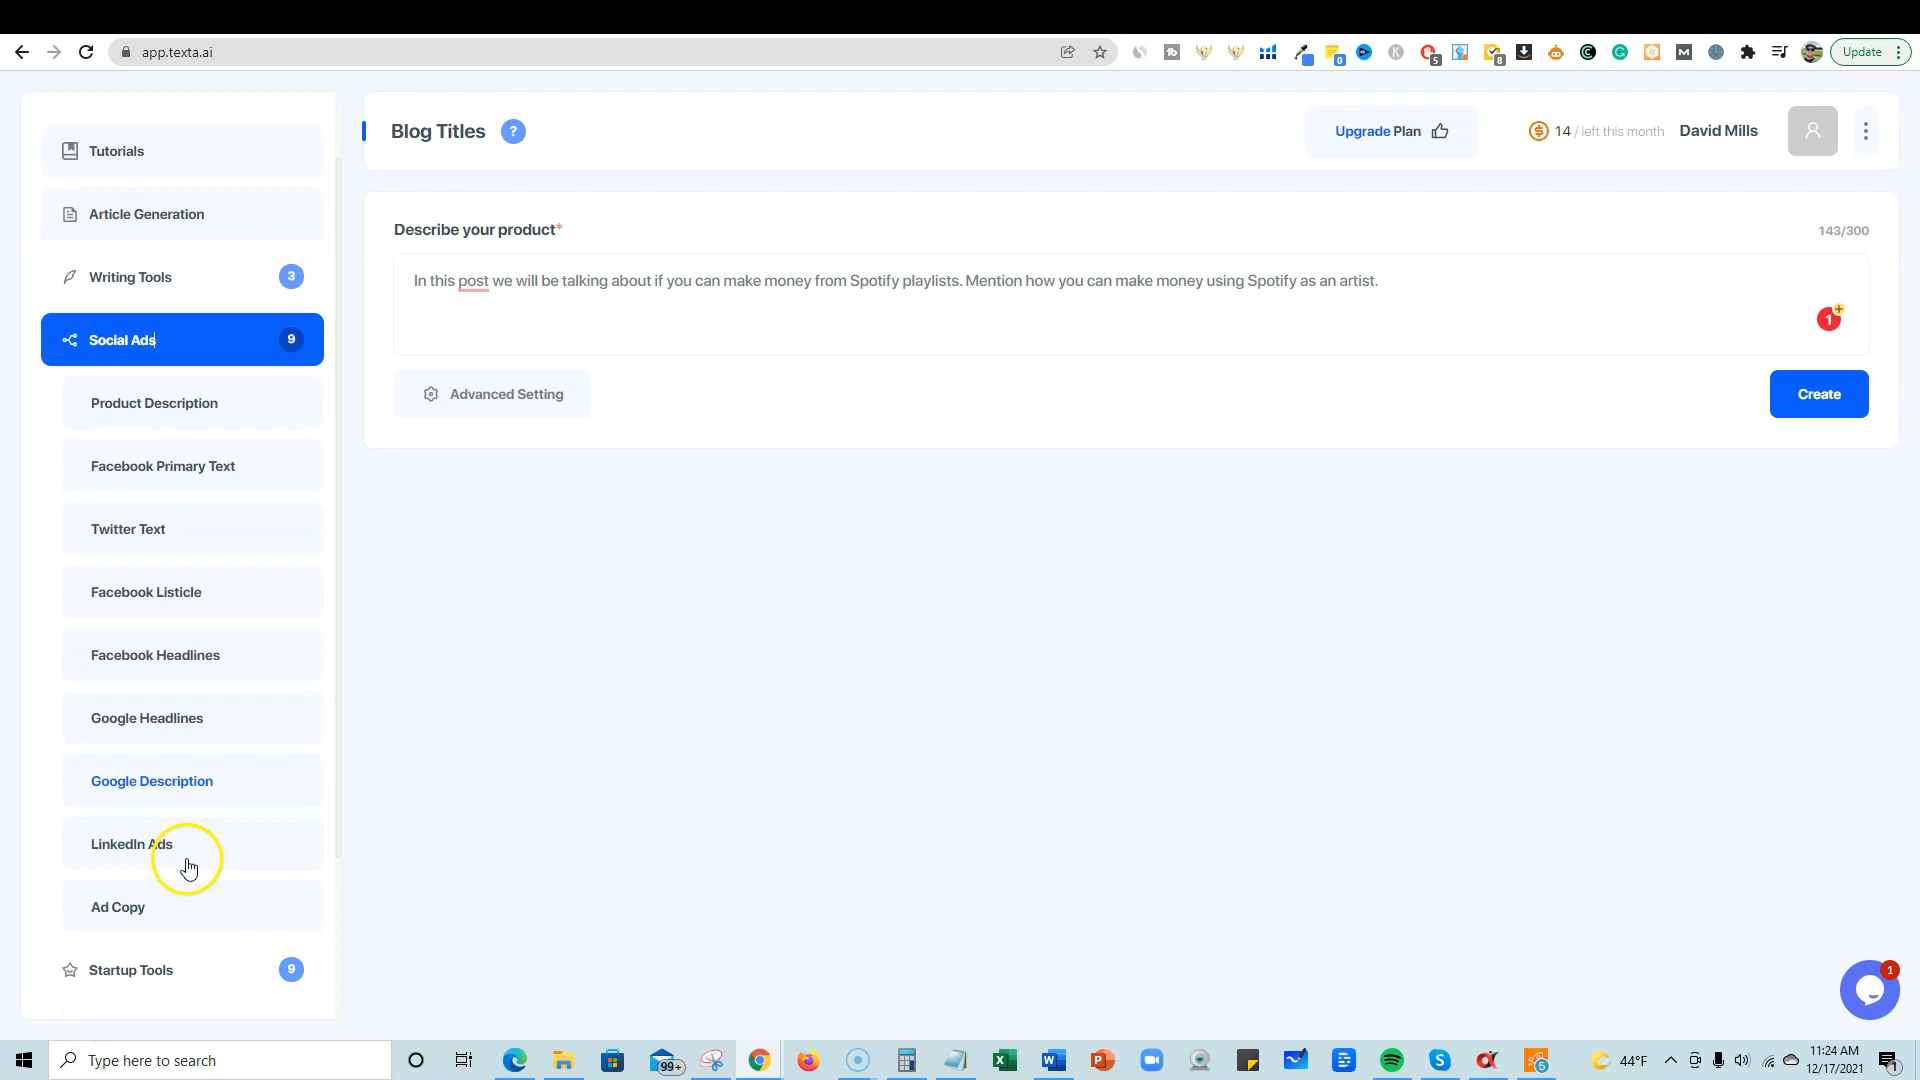 app.texta.ai
Update
Tutorials
Article Generation
Writing Tools
3
Social Ads
9
Product Description
Facebook Primary Text
Twitter Text
Facebook Listicle
Facebook Headlines
Google Headlines
Google Description
LinkedIn Ads
Ad Copy
Startup Tools
9
Blog Titles
?
Upgrade Plan
14 / left this month
David Mills
Describe your product*
143/300
In this post we will be talking about if you can make money from Spotify playlists. Mention how you can make money using Spotify as an artist.
1
Advanced Setting
Create
1
Type here to search
99+
5
44°F
11:24 AM
12/17/2021
1